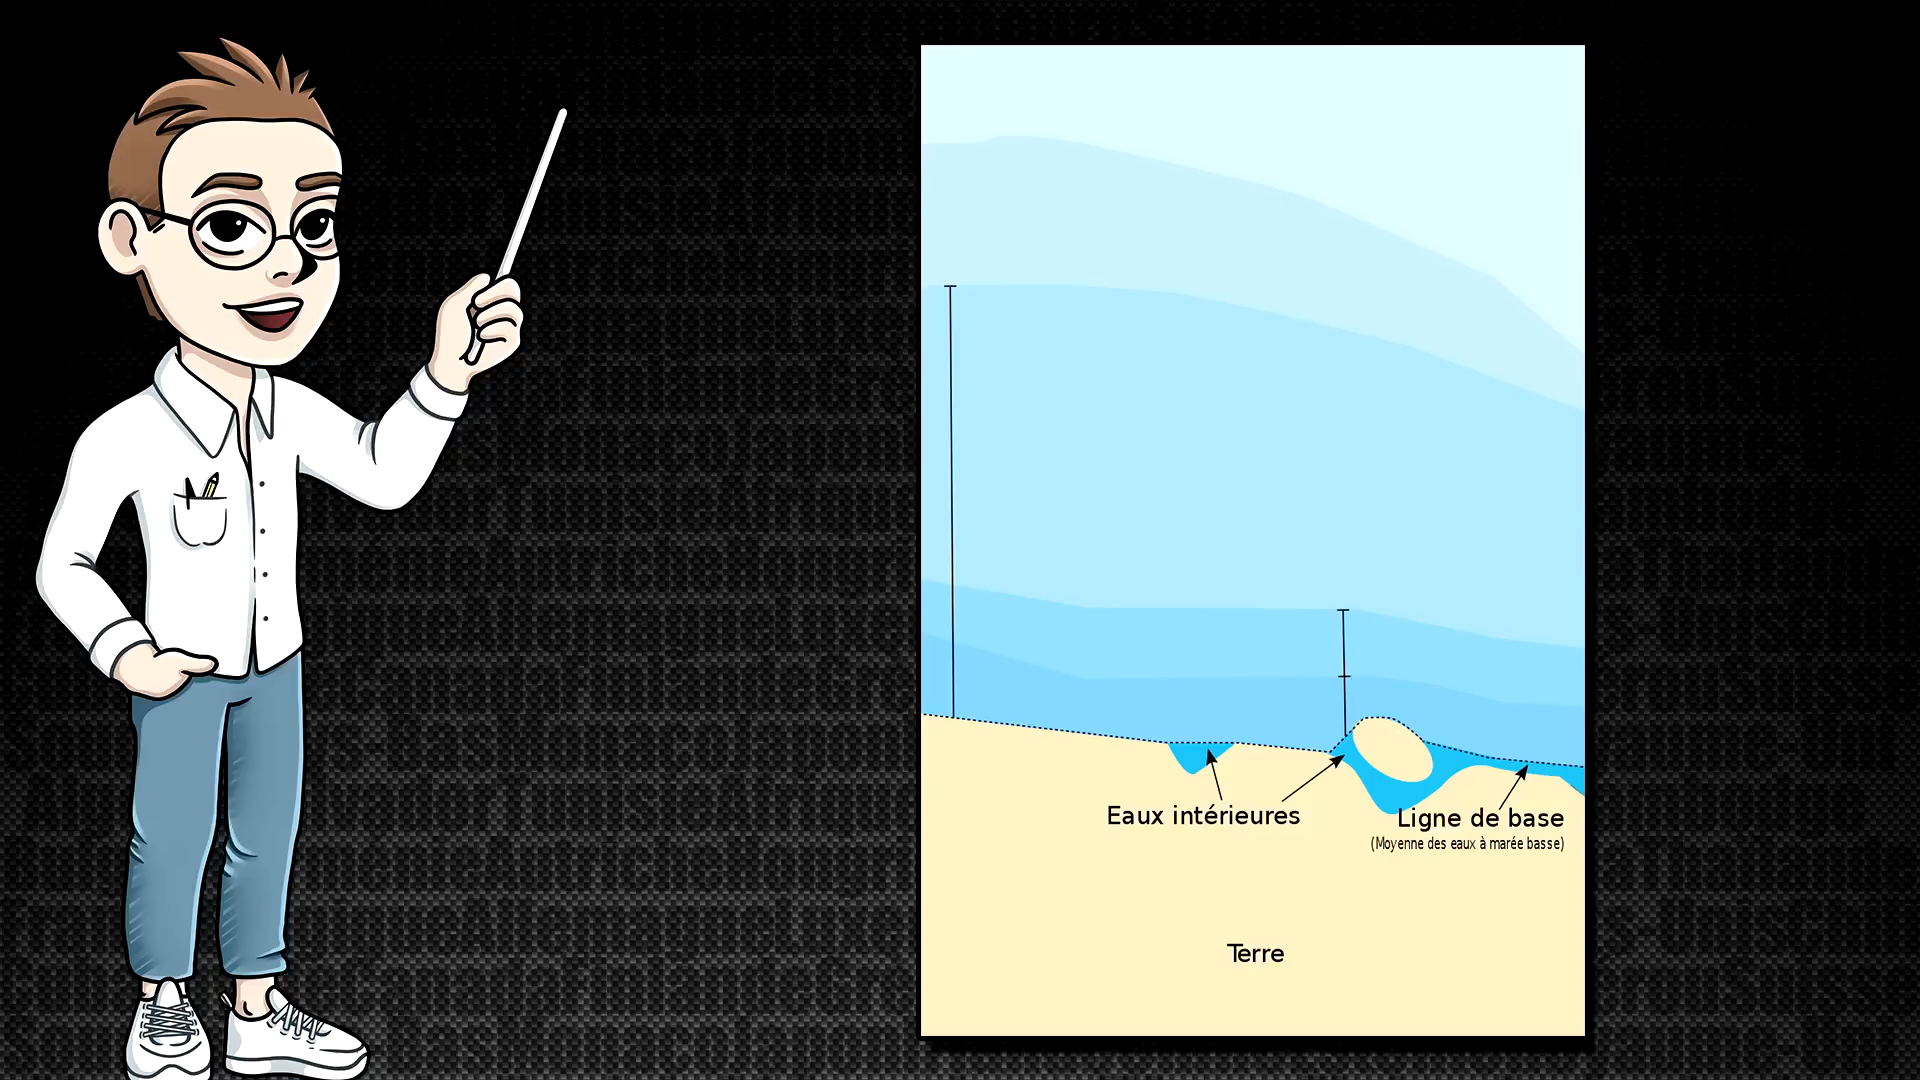 Eaux intérieures
Ligne de base
(Moyenne des eaux à marée basse)
Terre